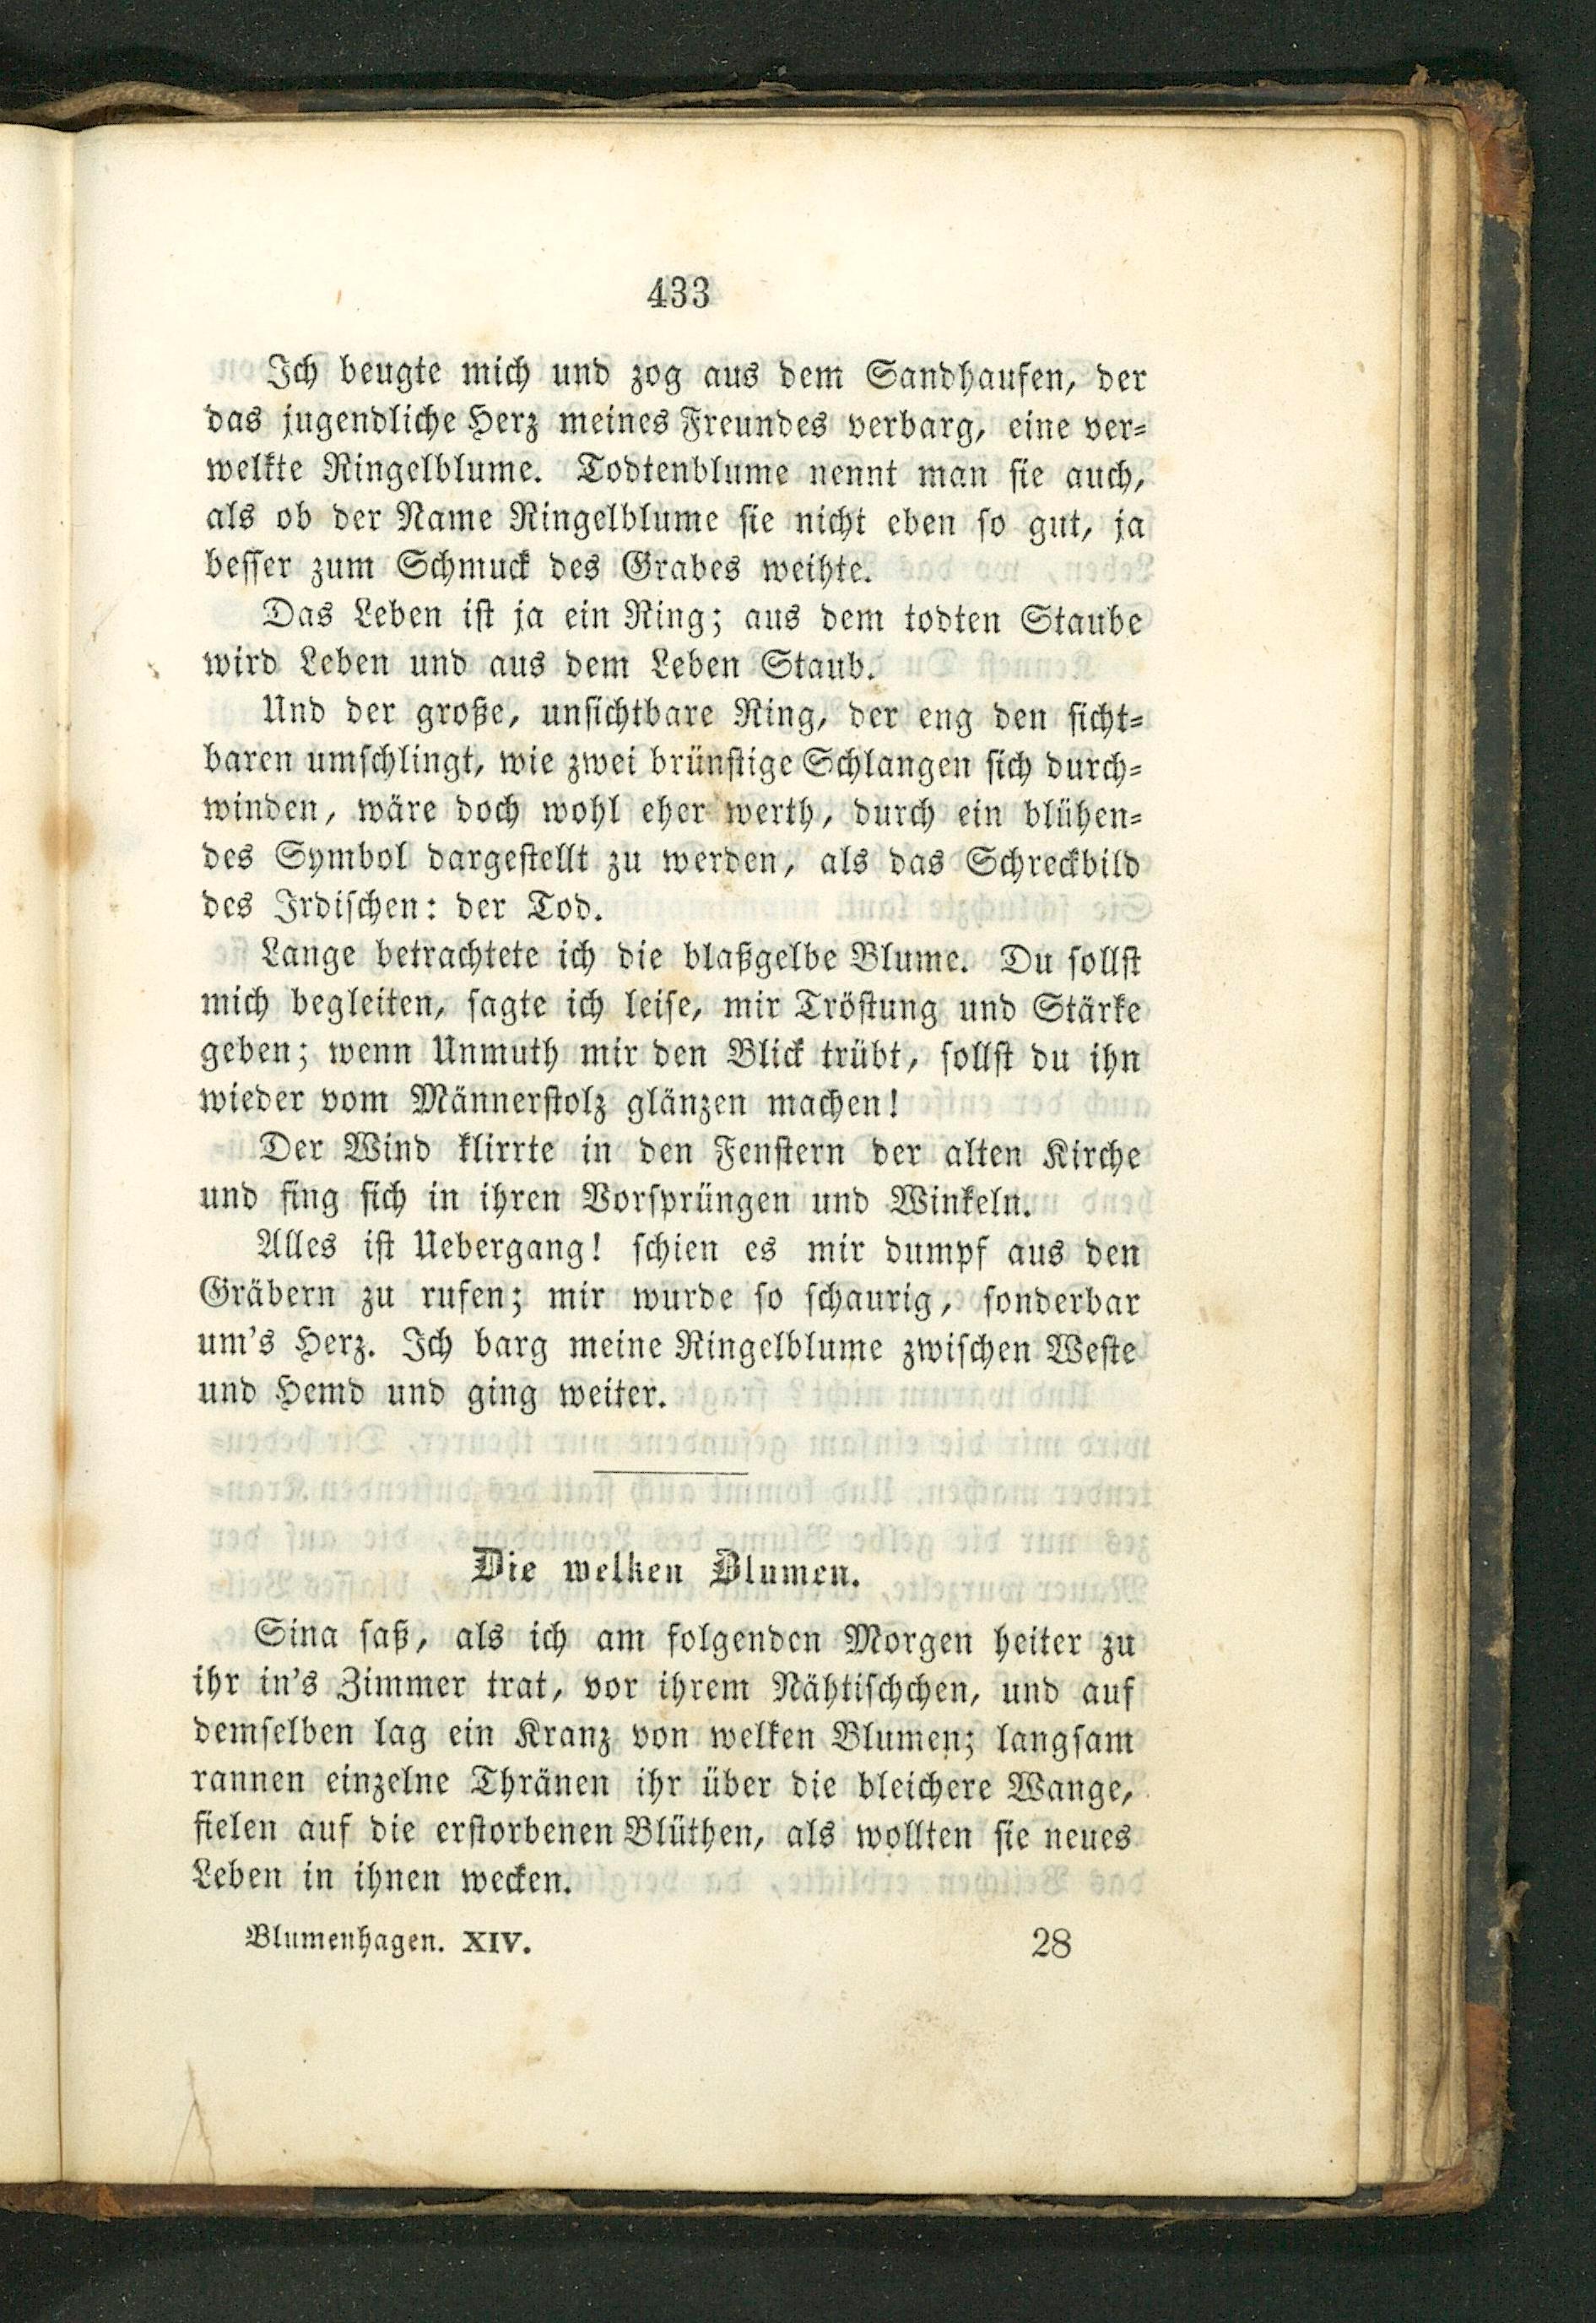 433
Ich beugte mich und zog aus dem Sandhaufen, der
das jugendliche Herz meines Freundes verbarg, eine ver-
welkte Ringelblume. Todtenblume nennt man sie auch,
als ob der Name Ringelblume sie nicht eben so gut, ja
besser zum Schmuck des Grabes weihte.
Das Leben ist ja ein Ring; aus dem todten Staube
wird Leben und aus dem Leben Staub.
Und der große, unsichtbare Ring, der eng den sicht-
baren umschlingt, wie zwei brünstige Schlangen sich durch-
winden, wäre doch wohl eher werth, durch ein blühen-
des Symbol dargestellt zu werden, als das Schreckbild
des Irdischen: der Tod.
Lange betrachtete ich die blaßgelbe Blume. Du sollst
mich begleiten, sagte ich leise, mir Tröstung und Stärke
geben; wenn Unmuth mir den Blick trübt, sollst du ihn
wieder vom Männerstolz glänzen machen!
Der Wind klirrte in den Fenstern der alten Kirche
und fing sich in ihren Vorsprüngen und Winkeln.
Alles ist Uebergang! schien es mir dumpf aus den
Gräbern zu rufen; mir wurde so schaurig, sonderbar
um's Herz. Ich barg meine Ringelblume zwischen Weste
und Hemd und ging weiter.
Die welken Blumen.
Sina saß, als ich am folgenden Morgen heiter zu
ihr in's Zimmer trat, vor ihrem Nähtischchen, und auf
demselben lag ein Kranz von welken Blumen; langsam
rannen einzelne Thränen ihr über die bleichere Wange,
fielen auf die erstorbenen Blüthen, als wollten sie neues
Leben in ihnen wecken.
Blumenhagen. XIV. 28